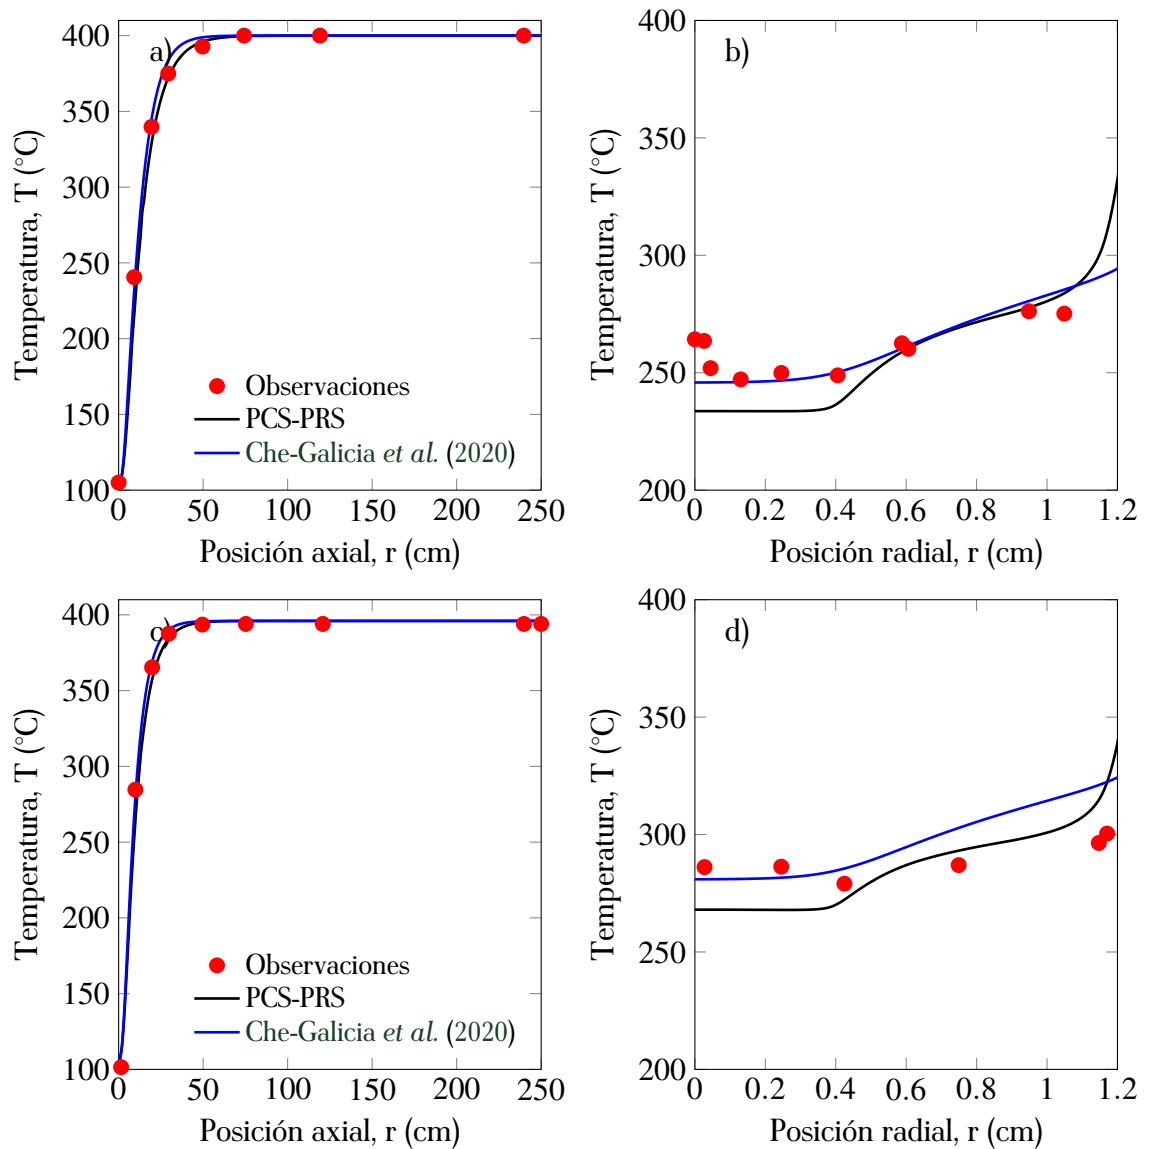 a)
Temperatura, T (°C)
400
350
300
250
200
150
100
Observaciones
PCS-PRS
Che-Galicia et al. (2020)
0 50 100 150 200 250
Posición axial, r (cm)
b)
Temperatura, T (°C)
400
350
300
250
200
0 0.2 0.4 0.6 0.8 1 1.2
Posición radial, r (cm)
c)
Temperatura, T (°C)
400
350
300
250
200
150
100
Observaciones
PCS-PRS
Che-Galicia et al. (2020)
0 50 100 150 200 250
Posición axial, r (cm)
d)
Temperatura, T (°C)
400
350
300
250
200
0 0.2 0.4 0.6 0.8 1 1.2
Posición radial, r (cm)